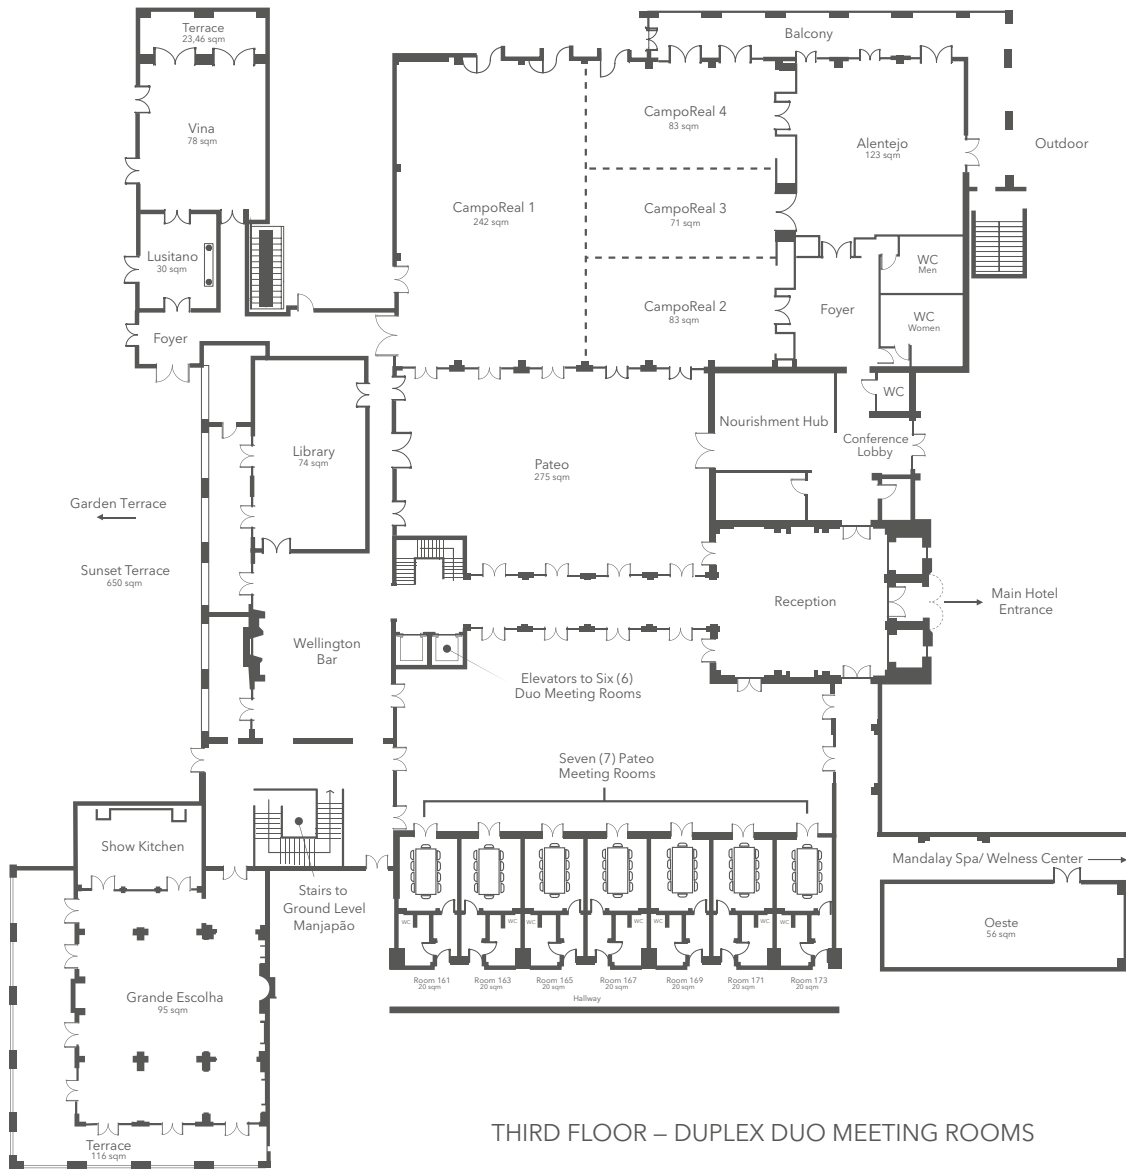 Terrace
23,46 sqm
Balcony
Vina
78 sqm
CampoReal 4
83 sqm
Alentejo
123 sqm
Outdoor
CampoReal 1
242 sqm
CampoReal 3
71 sqm
Lusitano
30 sqm
WC
Men
CampoReal 2
83 sqm
Foyer
WC
Women
Foyer
WC
Nourishment Hub
Conference
Lobby
Library
74 sqm
Pateo
275 sqm
Garden Terrace
Sunset Terrace
650 sqm
Reception
Main Hotel
Entrance
Wellington
Bar
Elevators to Six (6)
Duo Meeting Rooms
Seven (7) Pateo
Meeting Rooms
Show Kitchen
Mandalay Spa/ Welness Center
Stairs to
Ground Level
Manjapão
Oeste
56 sqm
WC
WC
WC
WC
WC
WC
Room 161
20 sqm
Room 163
20 sqm
Room 165
20 sqm
Room 167
20 sqm
Room 169
20 sqm
Room 171
20 sqm
Room 173
20 sqm
Hallway
Grande Escolha
95 sqm
Terrace
116 sqm
THIRD FLOOR – DUPLEX DUO MEETING ROOMS